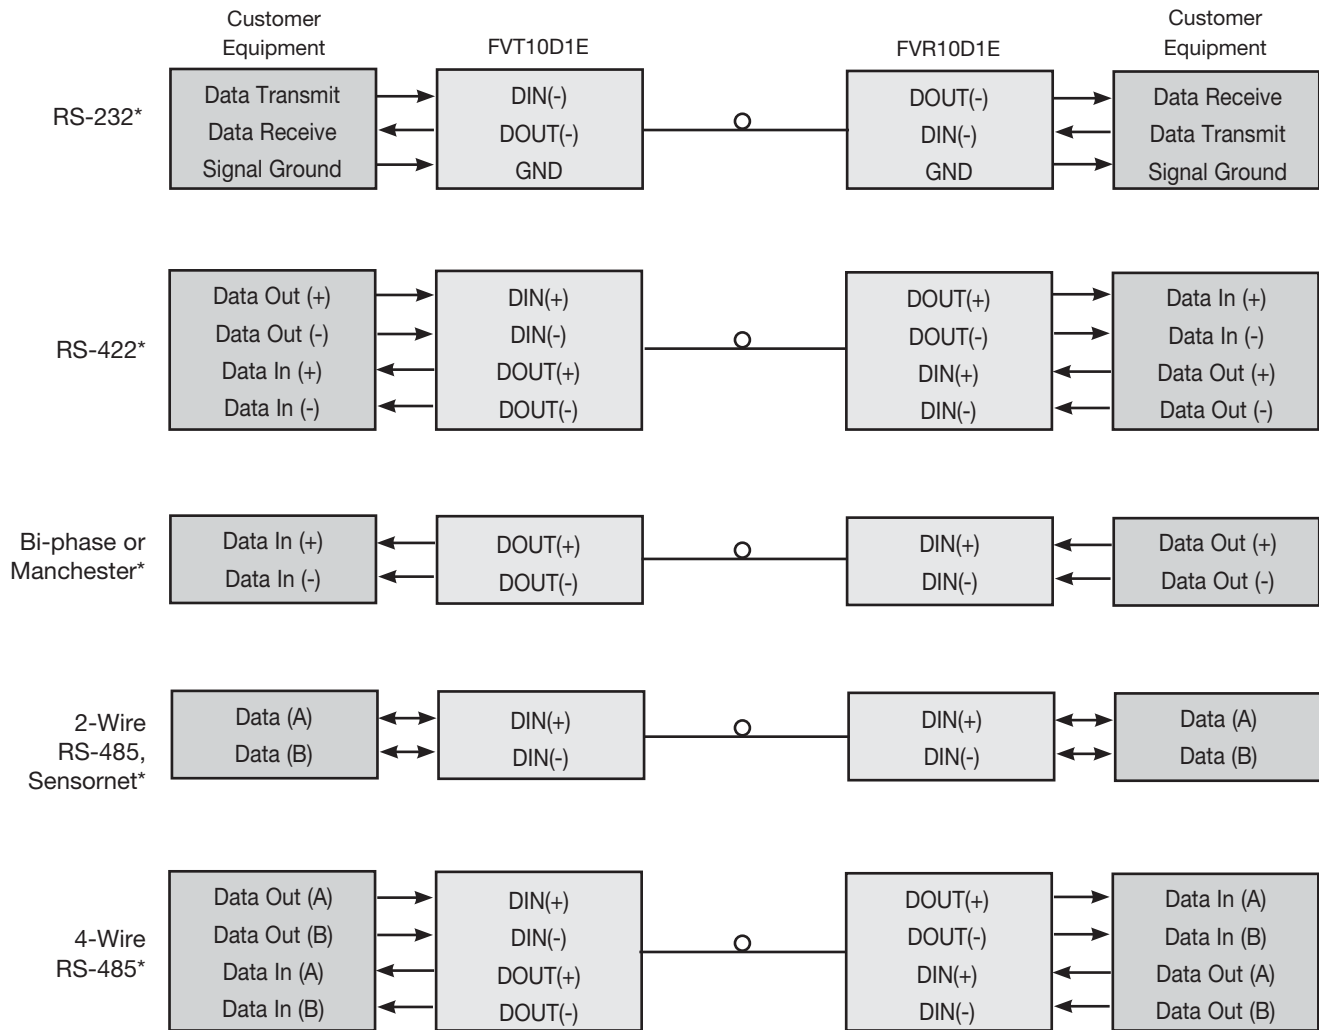 Customer
Equipment
FVT10D1E
FVR10D1E
Customer
Equipment
RS-232*
Data Transmit
Data Receive
Signal Ground
DIN(-)
DOUT(-)
GND
DOUT(-)
DIN(-)
GND
Data Receive
Data Transmit
Signal Ground
RS-422*
Data Out (+)
Data Out (-)
Data In (+)
Data In (-)
DIN(+)
DIN(-)
DOUT(+)
DOUT(-)
DOUT(+)
DOUT(-)
DIN(+)
DIN(-)
Data In (+)
Data In (-)
Data Out (+)
Data Out (-)
Bi-phase or
Manchester*
Data In (+)
Data In (-)
DOUT(+)
DOUT(-)
DIN(+)
DIN(-)
Data Out (+)
Data Out (-)
2-Wire
RS-485,
Sensornet*
Data (A)
Data (B)
DIN(+)
DIN(-)
DIN(+)
DIN(-)
Data (A)
Data (B)
4-Wire
RS-485*
Data Out (A)
Data Out (B)
Data In (A)
Data In (B)
DIN(+)
DIN(-)
DOUT(+)
DOUT(-)
DOUT(+)
DOUT(-)
DIN(+)
DIN(-)
Data In (A)
Data In (B)
Data Out (A)
Data Out (B)